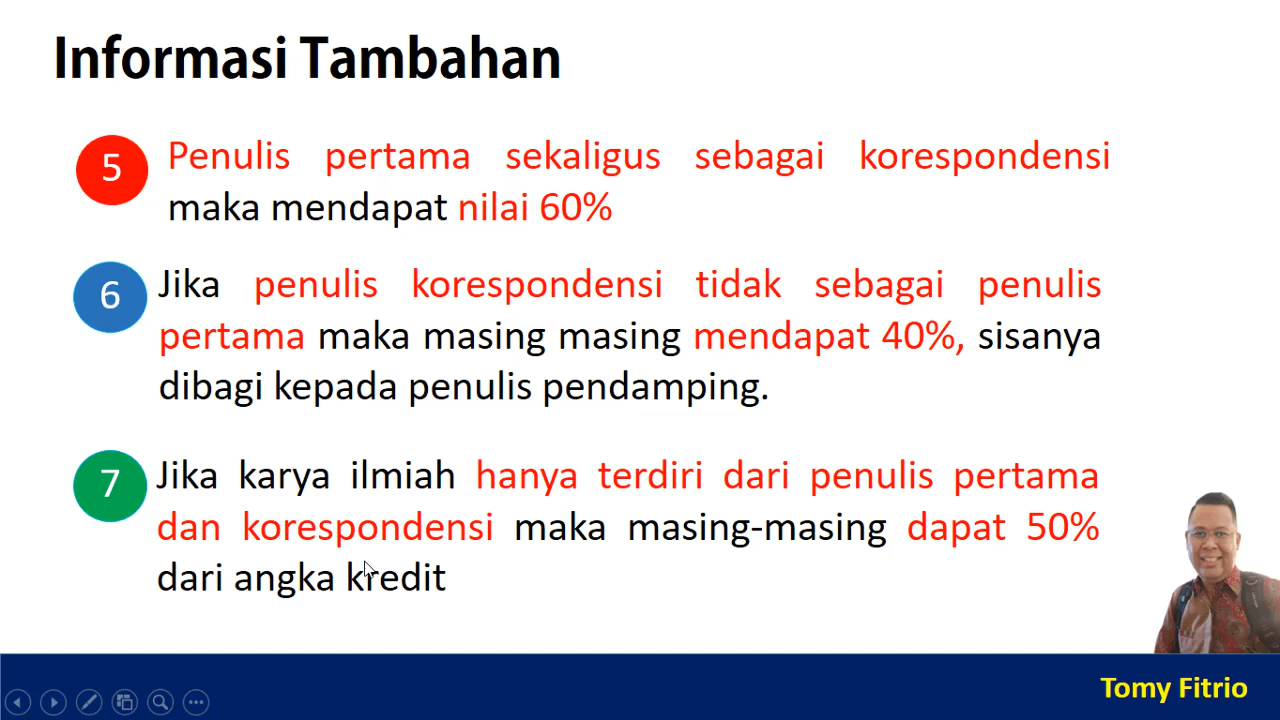 Informasi Tambahan
5
Penulis pertama sekaligus sebagai korespondensi
maka mendapat nilai 60%
6
Jika penulis korespondensi tidak sebagai penulis
pertama maka masing masing mendapat 40%, sisanya
dibagi kepada penulis pendamping.
7
Jika karya ilmiah hanya terdiri dari penulis pertama
dan korespondensi maka masing-masing dapat 50%
dari angka kredit
Tomy Fitrio